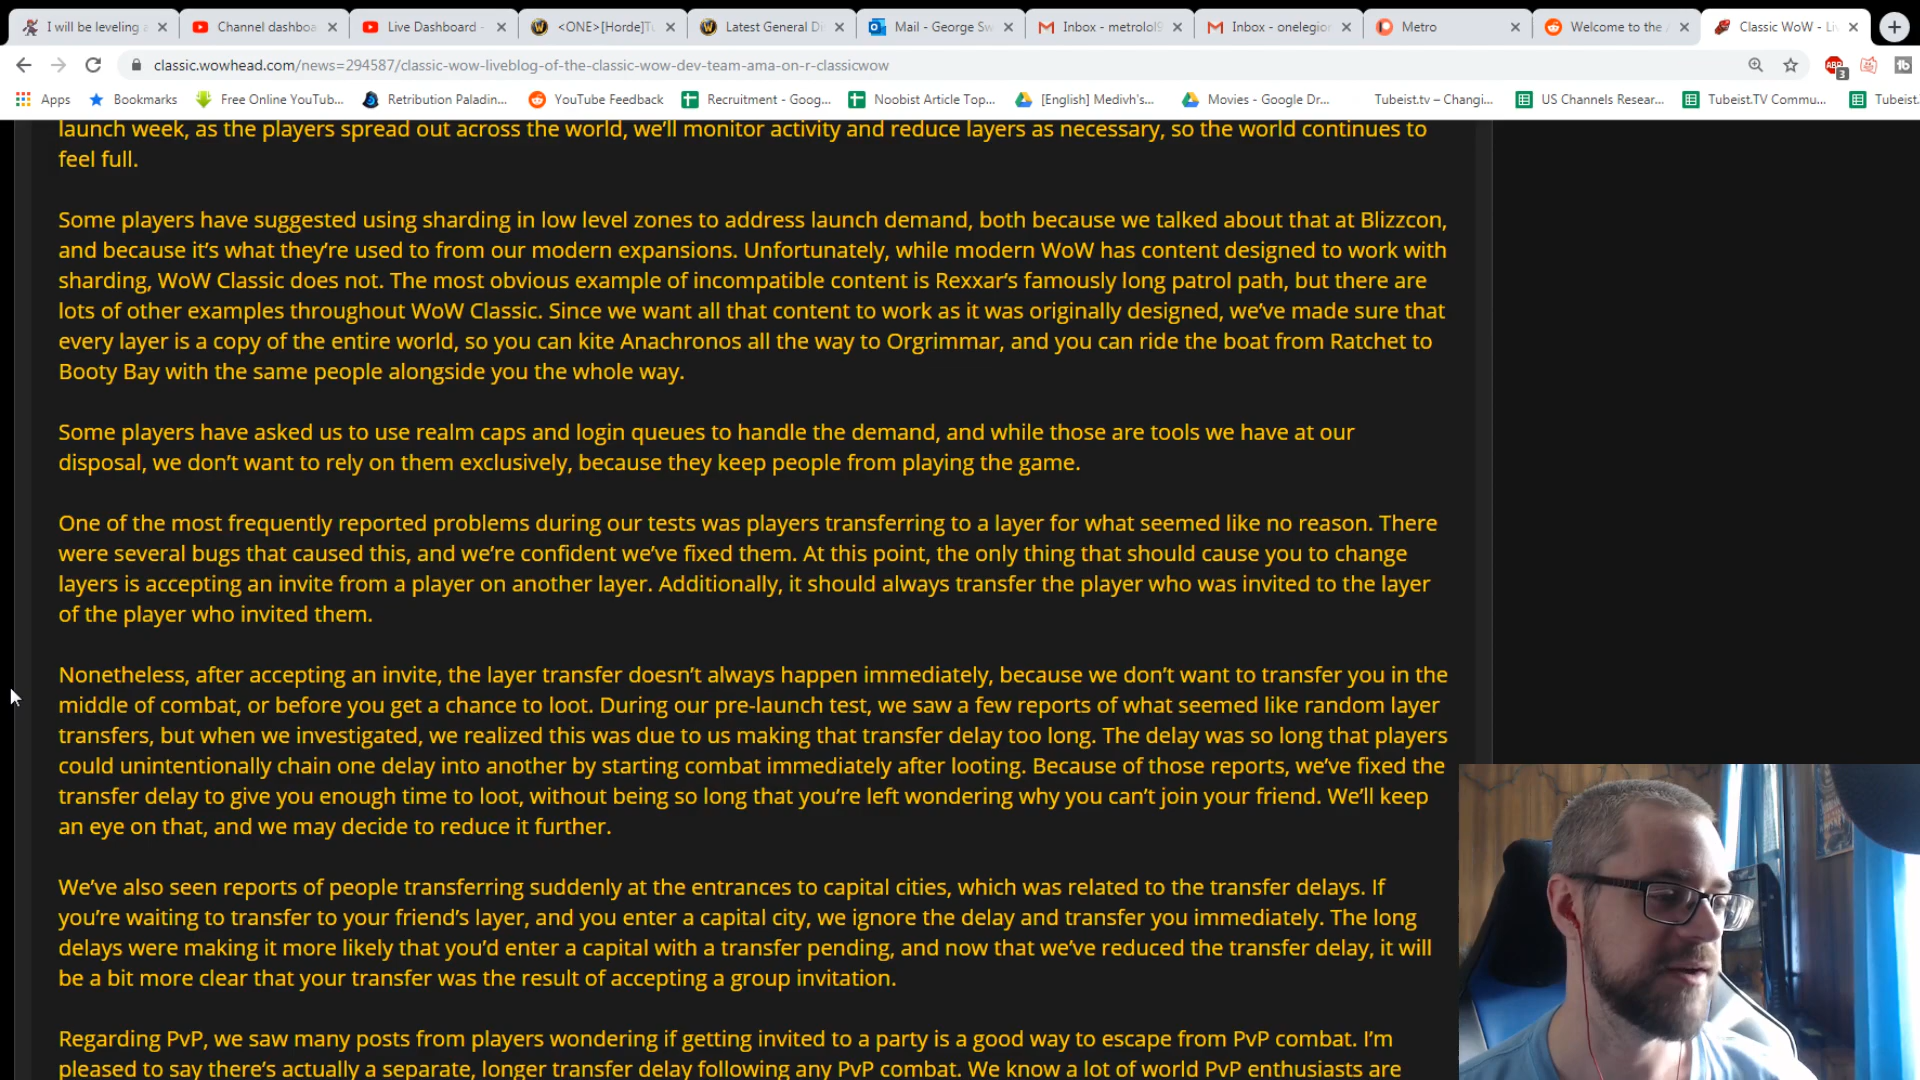 I will be leveling
Channel dashboa
Live Dashboard -
<ONE>[Horde]Tu
Latest General Di
Mail - George Sw
Inbox - metrolol9
Inbox - onelegion
Metro
Welcome to the
Classic WoW - Li
classic.wowhead.com/news=294587/classic-wow-liveblog-of-the-classic-wow-dev-team-ama-on-r-classicwow
ABP
3
tb
Apps
Bookmarks
Free Online YouTub...
Retribution Paladin...
YouTube Feedback
Recruitment - Goog...
Noobist Article Top...
[English] Medivh's...
Movies - Google Dr...
Tubeist.tv – Changi...
US Channels Resear...
Tubeist.TV Commu...
Tubeist.
launch week, as the players spread out across the world, we'll monitor activity and reduce layers as necessary, so the world continues to
feel full.
Some players have suggested using sharding in low level zones to address launch demand, both because we talked about that at Blizzcon,
and because it's what they're used to from our modern expansions. Unfortunately, while modern WoW has content designed to work with
sharding, WoW Classic does not. The most obvious example of incompatible content is Rexxar's famously long patrol path, but there are
lots of other examples throughout WoW Classic. Since we want all that content to work as it was originally designed, we've made sure that
every layer is a copy of the entire world, so you can kite Anachronos all the way to Orgrimmar, and you can ride the boat from Ratchet to
Booty Bay with the same people alongside you the whole way.
Some players have asked us to use realm caps and login queues to handle the demand, and while those are tools we have at our
disposal, we don't want to rely on them exclusively, because they keep people from playing the game.
One of the most frequently reported problems during our tests was players transferring to a layer for what seemed like no reason. There
were several bugs that caused this, and we're confident we've fixed them. At this point, the only thing that should cause you to change
layers is accepting an invite from a player on another layer. Additionally, it should always transfer the player who was invited to the layer
of the player who invited them.
Nonetheless, after accepting an invite, the layer transfer doesn't always happen immediately, because we don't want to transfer you in the
middle of combat, or before you get a chance to loot. During our pre-launch test, we saw a few reports of what seemed like random layer
transfers, but when we investigated, we realized this was due to us making that transfer delay too long. The delay was so long that players
could unintentionally chain one delay into another by starting combat immediately after looting. Because of those reports, we've fixed the
transfer delay to give you enough time to loot, without being so long that you're left wondering why you can't join your friend. We'll keep
an eye on that, and we may decide to reduce it further.
We've also seen reports of people transferring suddenly at the entrances to capital cities, which was related to the transfer delays. If
you're waiting to transfer to your friend's layer, and you enter a capital city, we ignore the delay and transfer you immediately. The long
delays were making it more likely that you'd enter a capital with a transfer pending, and now that we've reduced the transfer delay, it will
be a bit more clear that your transfer was the result of accepting a group invitation.
Regarding PvP, we saw many posts from players wondering if getting invited to a party is a good way to escape from PvP combat. I'm
pleased to say there's actually a separate, longer transfer delay following any PvP combat. We know a lot of world PvP enthusiasts are